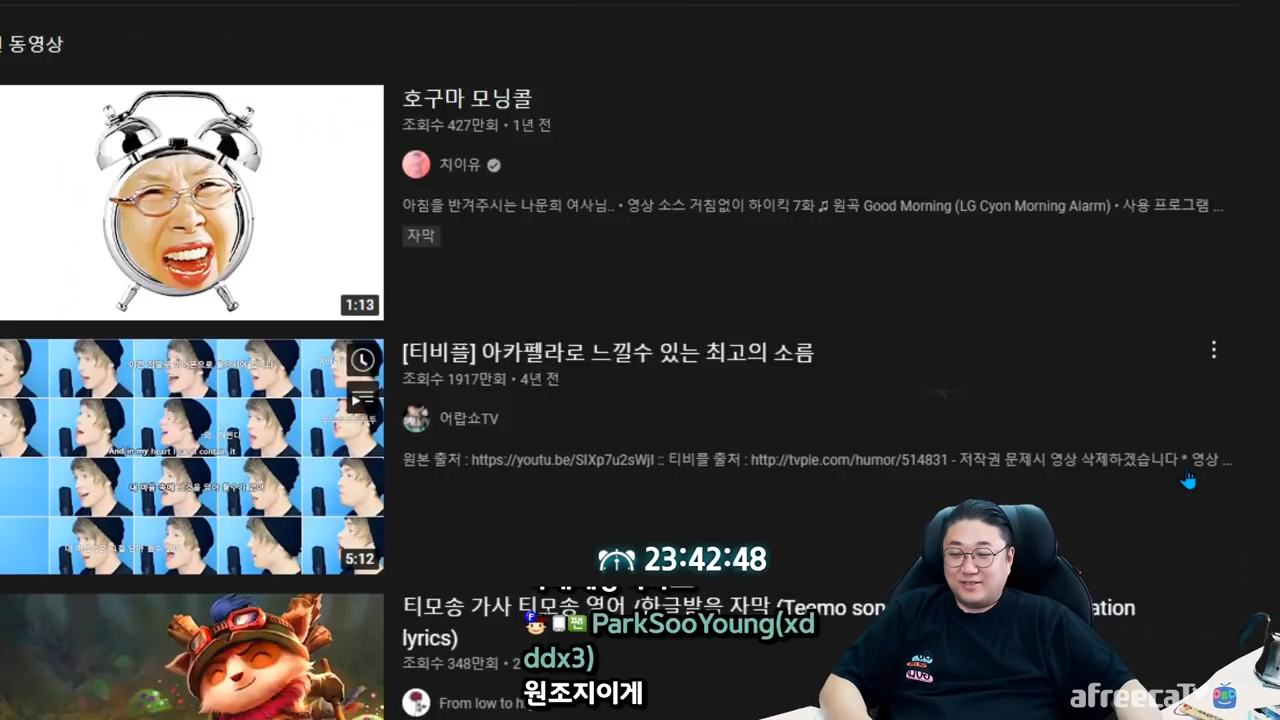 동영상
호구마 모닝콜
조회수 427만회 • 1년 전
치이유
아침을 반겨주시는 나문희 여사님.. • 영상 소스 거침없이 하이킥 7화 ♫ 원곡 Good Morning (LG Cyon Morning Alarm) • 사용 프로그램 ...
자막
1:13
[티비플] 아카펠라로 느낄수 있는 최고의 소름
조회수 1917만회 • 4년 전
어랍쇼TV
And in my heart I can't contain it
원본 출처 : https://youtu.be/SIXp7u2sWjI :: 티비플 출처 : http://tvple.com/humor/514831 - 저작권 문제시 영상 삭제하겠습니다 * 영상 ...
5:12
23:42:48
티모송 가사 티모송 영어 /한글발음 자막 (Teemo son
ation
lyrics)
조회수 348만회 • 2
From low to h
ParkSooYoung(xd
ddx3)
원조지이게
afreecaTV